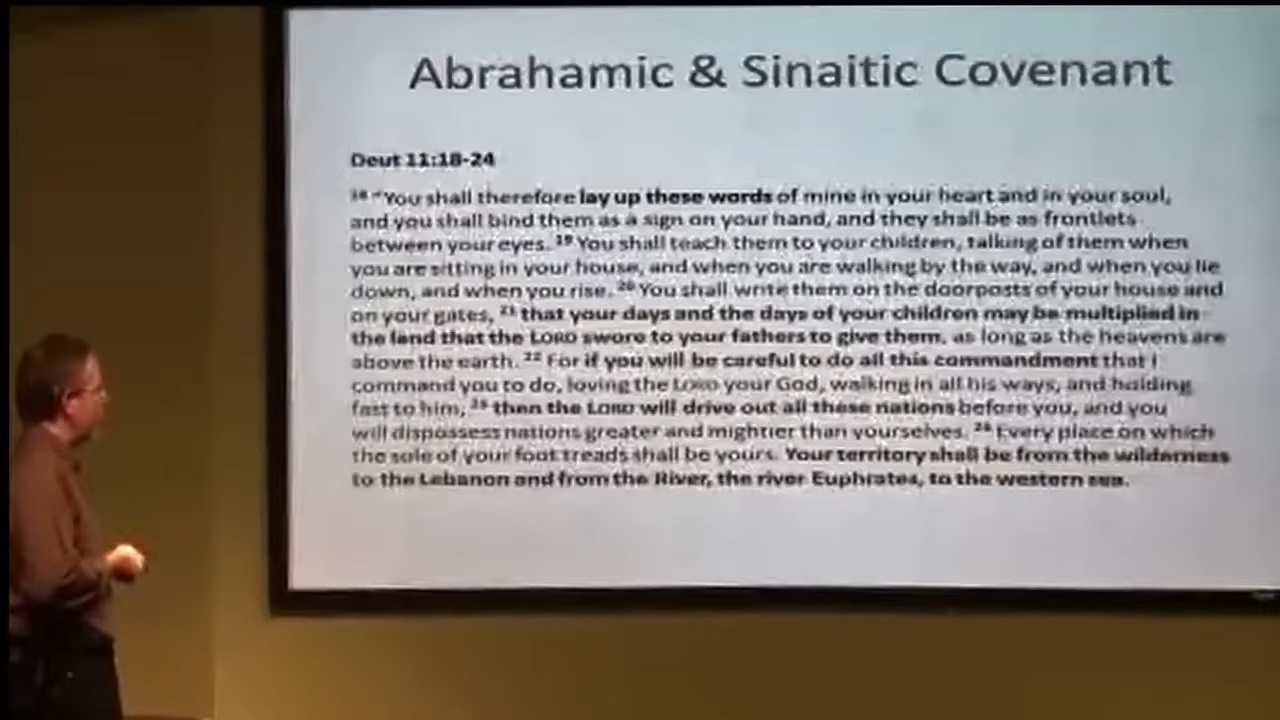 Abrahamic & Sinaitic Covenant
Deut 11:18-24
18 "You shall therefore lay up these words of mine in your heart and in your soul,
and you shall bind them as a sign on your hand, and they shall be as frontlets
between your eyes. 19 You shall teach them to your children, talking of them when
you are sitting in your house, and when you are walking by the way, and when you lie
down, and when you rise. 20 You shall write them on the doorposts of your house and
on your gates, 21 that your days and the days of your children may be multiplied in
the land that the LORD swore to your fathers to give them, as long as the heavens are
above the earth. 22 For if you will be careful to do all this commandment that I
command you to do, loving the LORD your God, walking in all his ways, and holding
fast to him, 23 then the LORD will drive out all these nations before you, and you
will dispossess nations greater and mightier than yourselves. 24 Every place on which
the sole of your foot treads shall be yours. Your territory shall be from the wilderness
to the Lebanon and from the River, the river Euphrates, to the western sea.